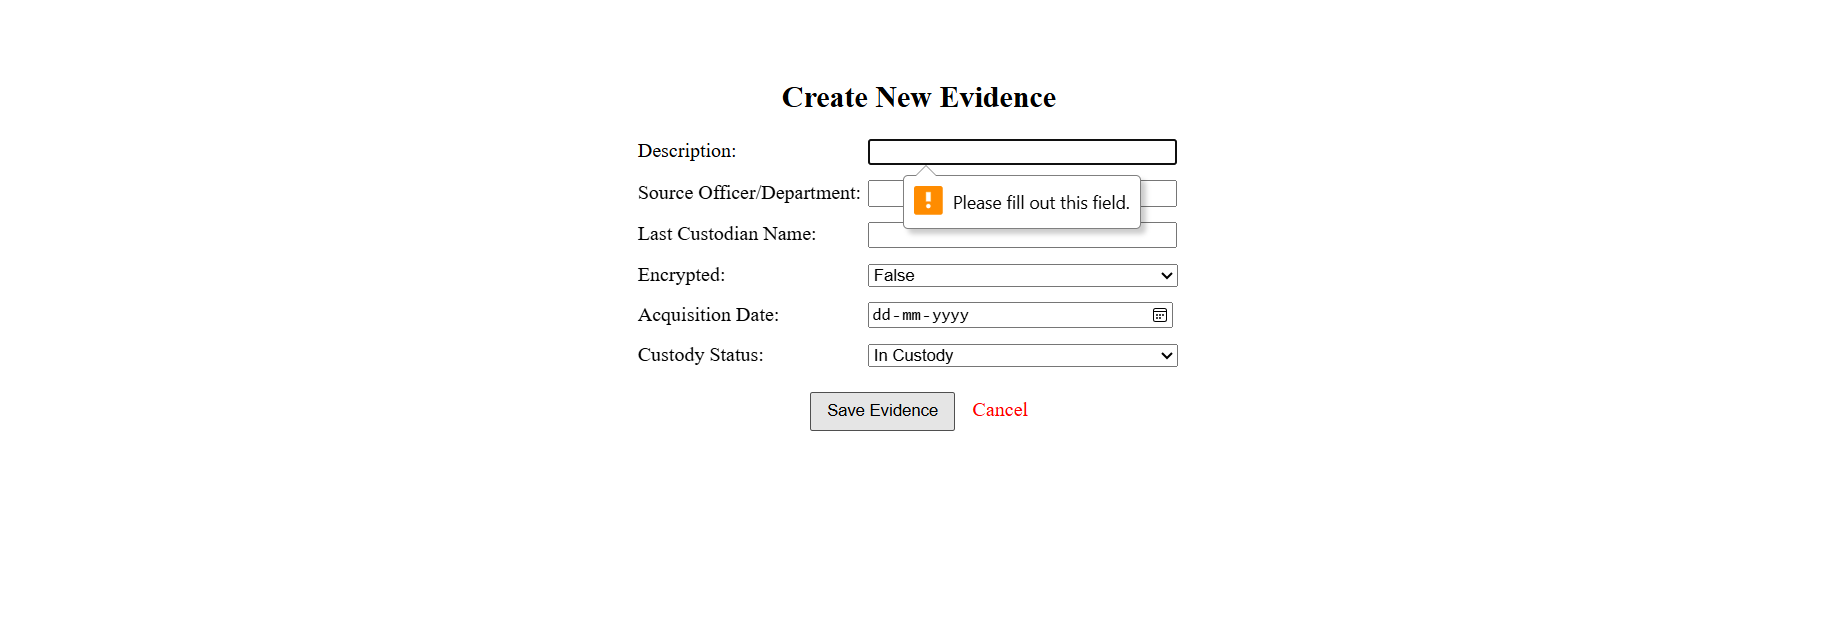 Create New Evidence
Description:
Source Officer/Department:
! Please fill out this field.
Last Custodian Name:
Encrypted: False
Acquisition Date: dd-mm-yyyy
Custody Status: In Custody
Save Evidence Cancel